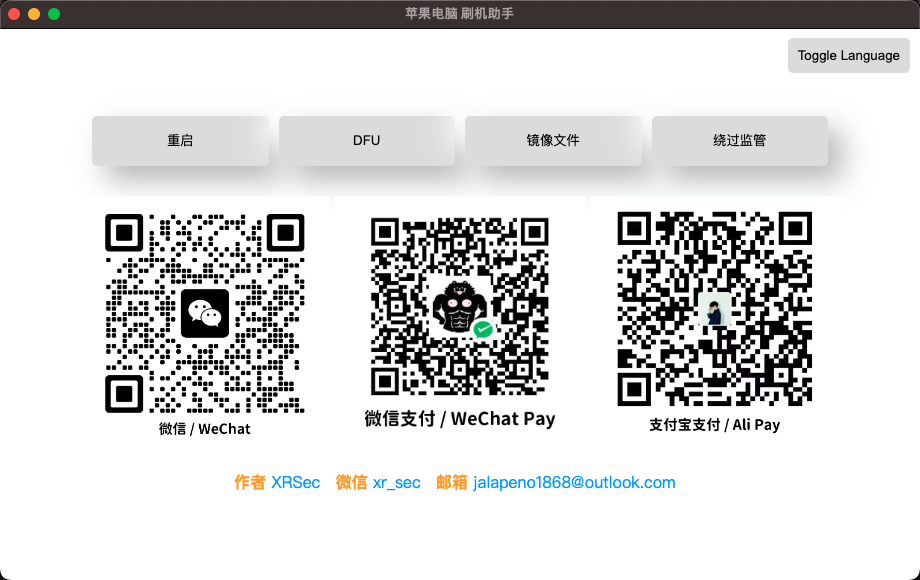 苹果电脑 刷机助手
Toggle Language
重启 DFU 镜像文件 绕过监管
微信 / WeChat 微信支付 / WeChat Pay 支付宝支付 / Ali Pay
作者 XRSec 微信 xr_sec 邮箱 jalapeno1868@outlook.com